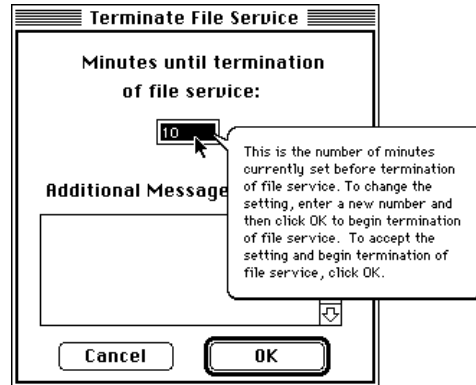 Terminate File Service
Minutes until termination
of file service:
10
This is the number of minutes
currently set before termination
of file service. To change the
setting, enter a new number and
then click OK to begin termination
of file service. To accept the
setting and begin termination of
file service, click OK.
Additional Message
Cancel
OK